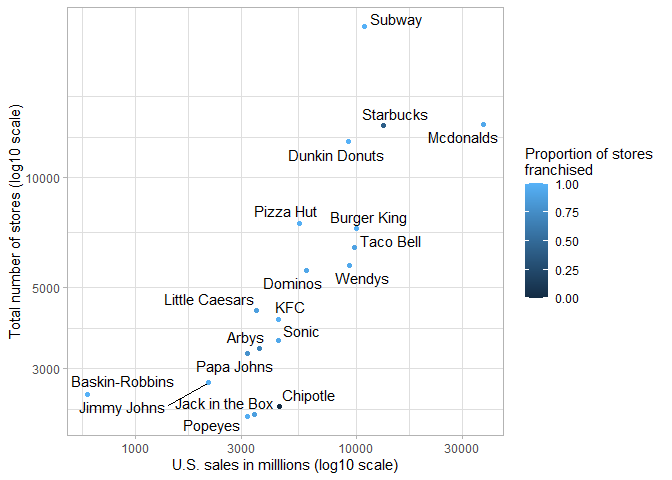 Subway
Starbucks
Mcdonalds
Dunkin Donuts
Pizza Hut
Burger King
Taco Bell
Wendys
Dominos
Little Caesars
KFC
Sonic
Arbys
Papa Johns
Baskin-Robbins
Jimmy Johns
Jack in the Box
Chipotle
Popeyes
10000
5000
3000
Total number of stores (log10 scale)
1000
3000
10000
30000
U.S. sales in milllions (log10 scale)
Proportion of stores
franchised
1.00
0.75
0.50
0.25
0.00